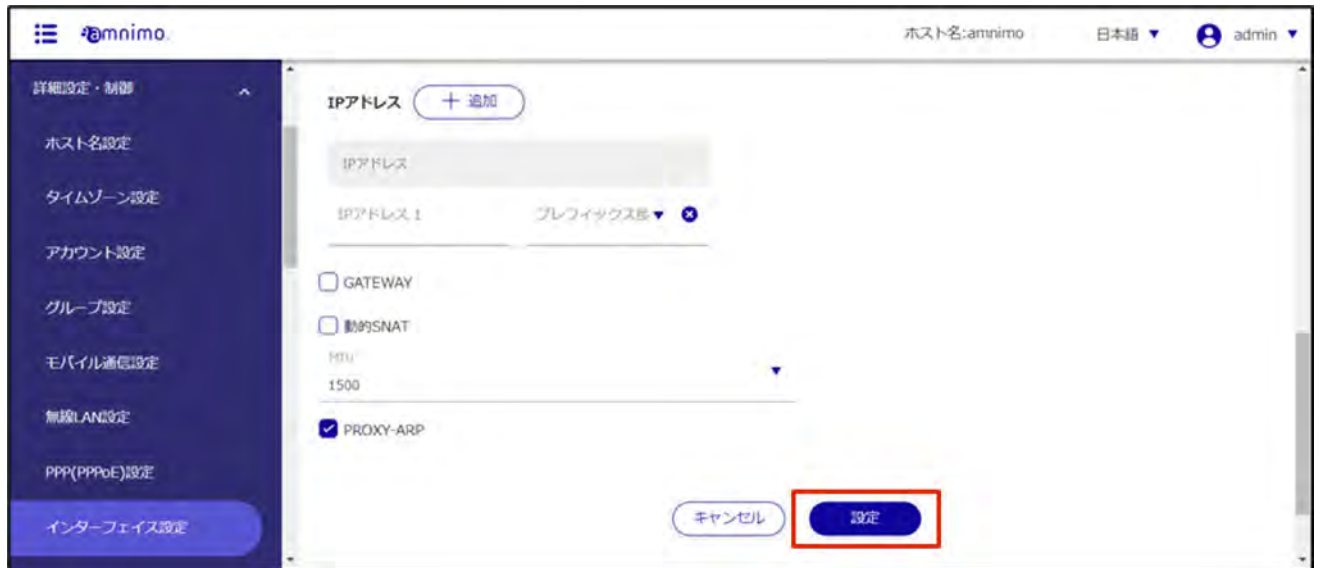 amnimo
ホスト名:amnimo
日本語
admin
詳細設定・制御
ホスト名設定
タイムゾーン設定
アカウント設定
グループ設定
モバイル通信設定
無線LAN設定
PPP(PPPoE)設定
インターフェイス設定
IPアドレス
追加
IPアドレス
IPアドレス 1
プレフィックス長
GATEWAY
動的SNAT
MTU
1500
PROXY-ARP
キャンセル
設定